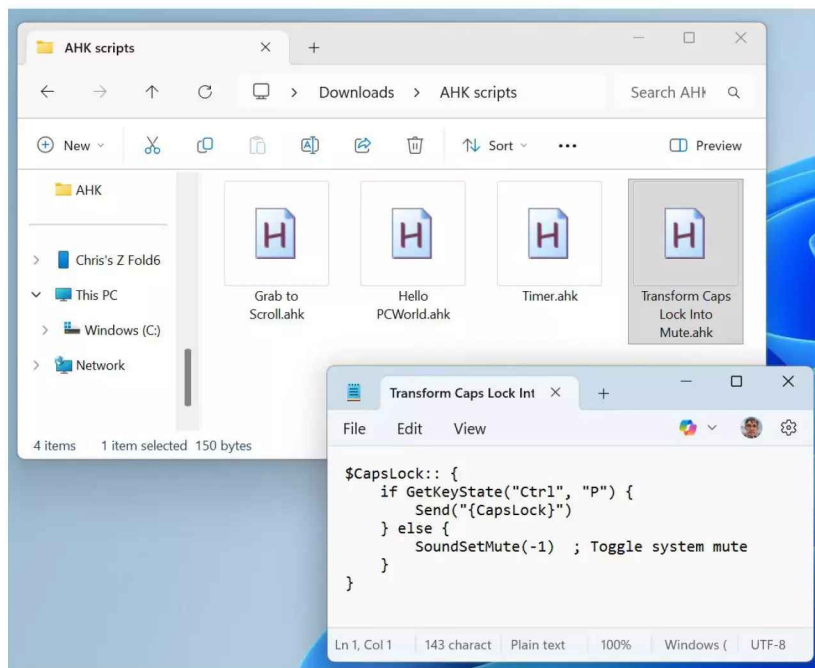 AHK scripts
Downloads > AHK scripts
Search AHK
New
Sort
Preview
AHK
Chris's Z Fold6
This PC
Windows (C:)
Network
Grab to
Scroll.ahk
Hello
PCWorld.ahk
Timer.ahk
Transform Caps
Lock Into
Mute.ahk
4 items 1 item selected 150 bytes
Transform Caps Lock Int
File Edit View
$CapsLock:: {
    if GetKeyState("Ctrl", "P") {
        Send("{CapsLock}")
    } else {
        SoundSetMute(-1)  ; Toggle system mute
    }
}
Ln 1, Col 1 143 charact Plain text 100% Windows ( UTF-8